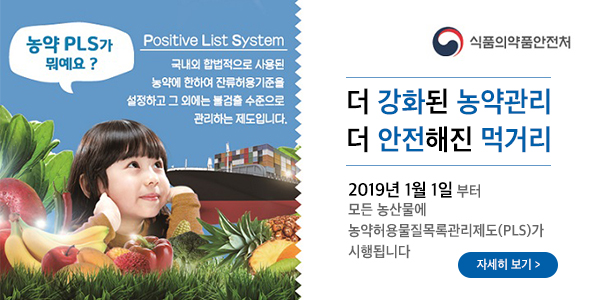 농약 PLS가
뭐예요 ?
Positive List System
국내외 합법적으로 사용된
농약에 한하여 잔류허용기준을
설정하고 그 외에는 불검출 수준으로
관리하는 제도입니다.
식품의약품안전처
더 강화된 농약관리
더 안전해진 먹거리
2019년 1월 1일 부터
모든 농산물에
농약허용물질목록관리제도(PLS)가
시행됩니다
자세히 보기 >